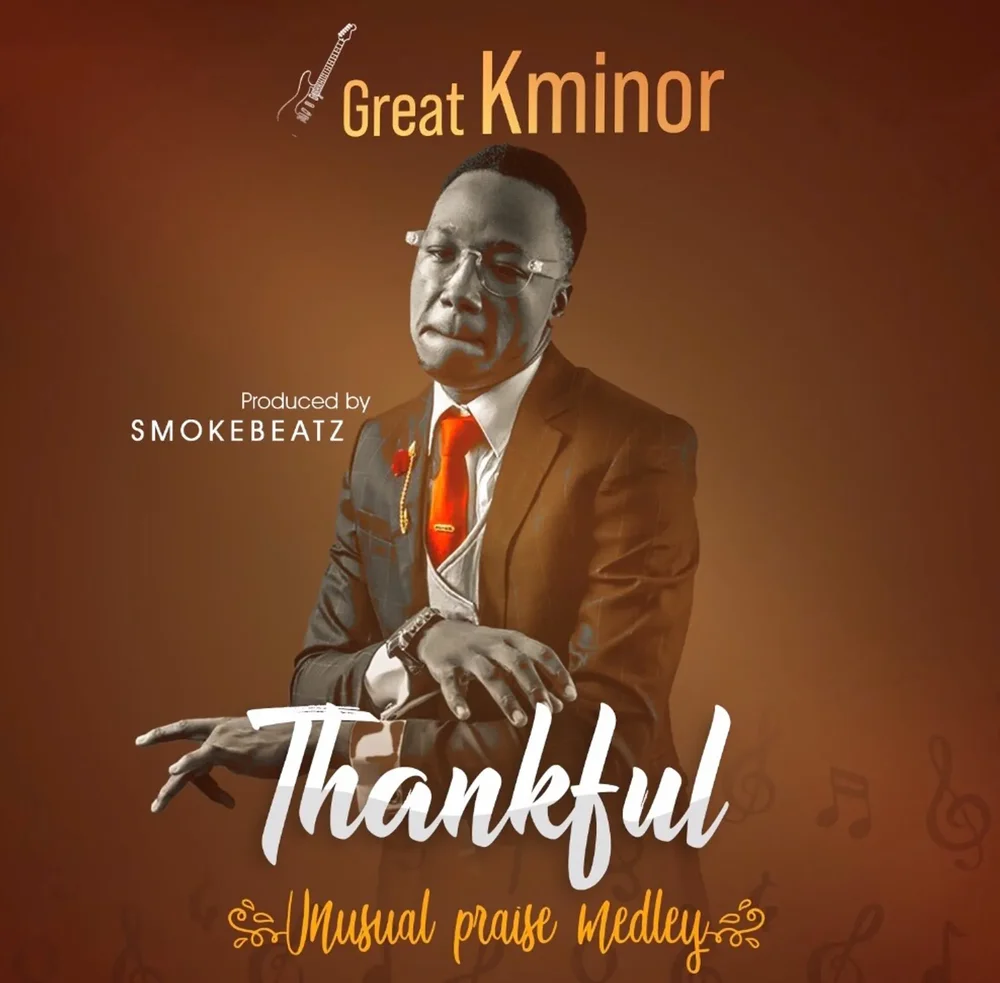 Great Kminor
Produced by
SMOKEBEATZ
Thankful
Unusual praise medley